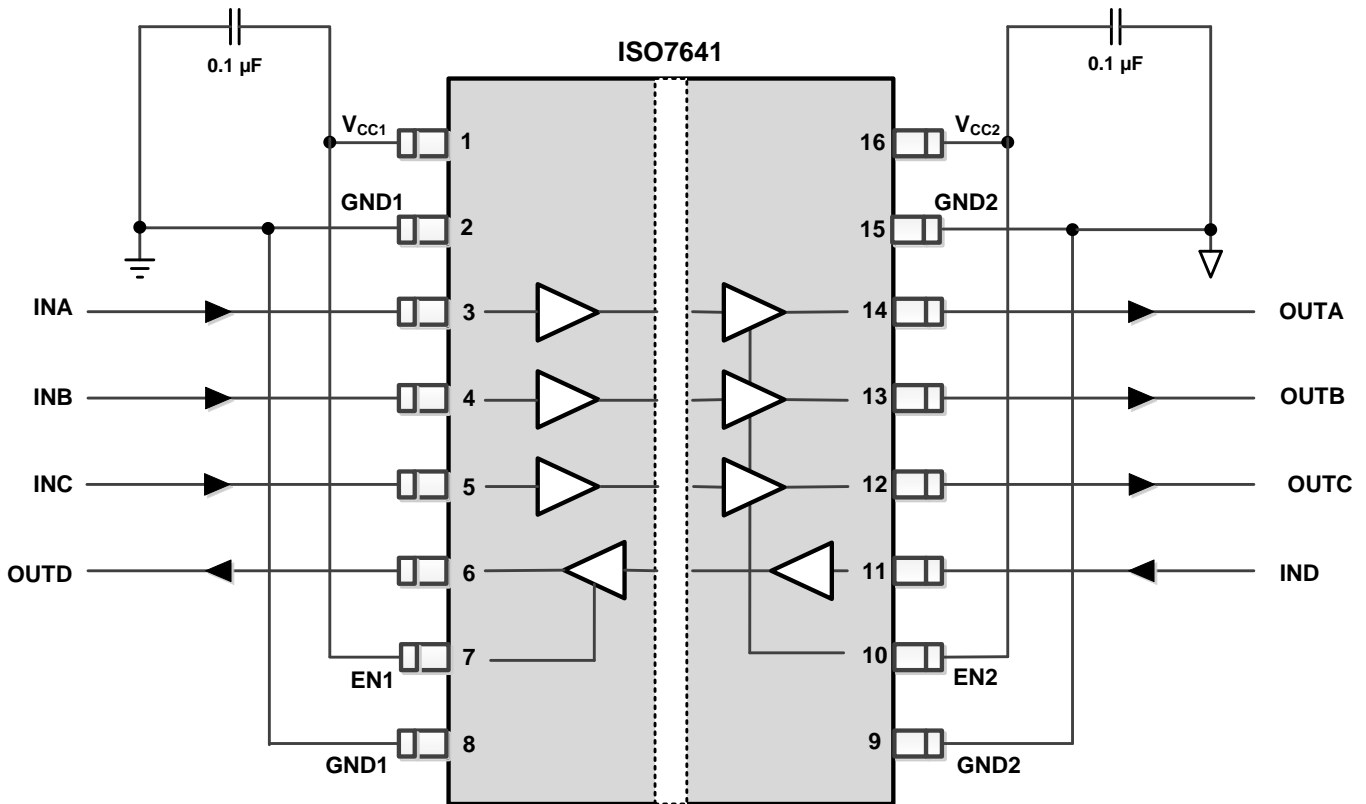 0.1 µF
0.1 µF
ISO7641
VCC1
1
16
VCC2
GND1
2
15
GND2
INA
3
14
OUTA
INB
4
13
OUTB
INC
5
12
OUTC
OUTD
6
11
IND
EN1
7
10
EN2
GND1
8
9
GND2